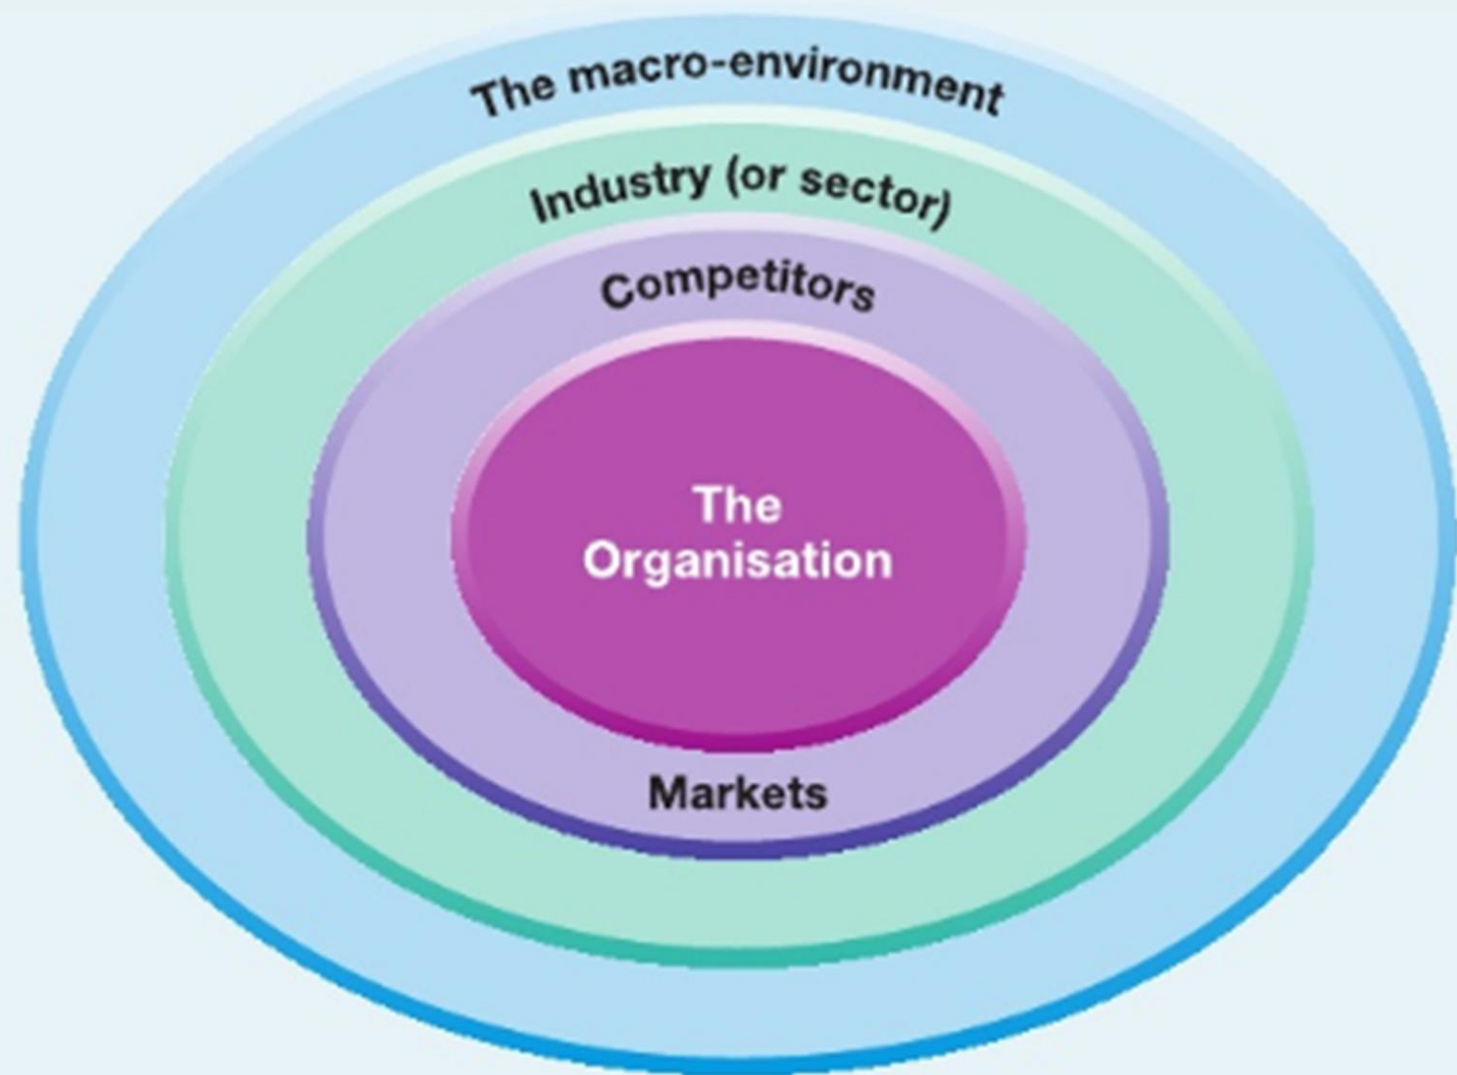 The macro-environment
Industry (or sector)
Competitors
The
Organisation
Markets